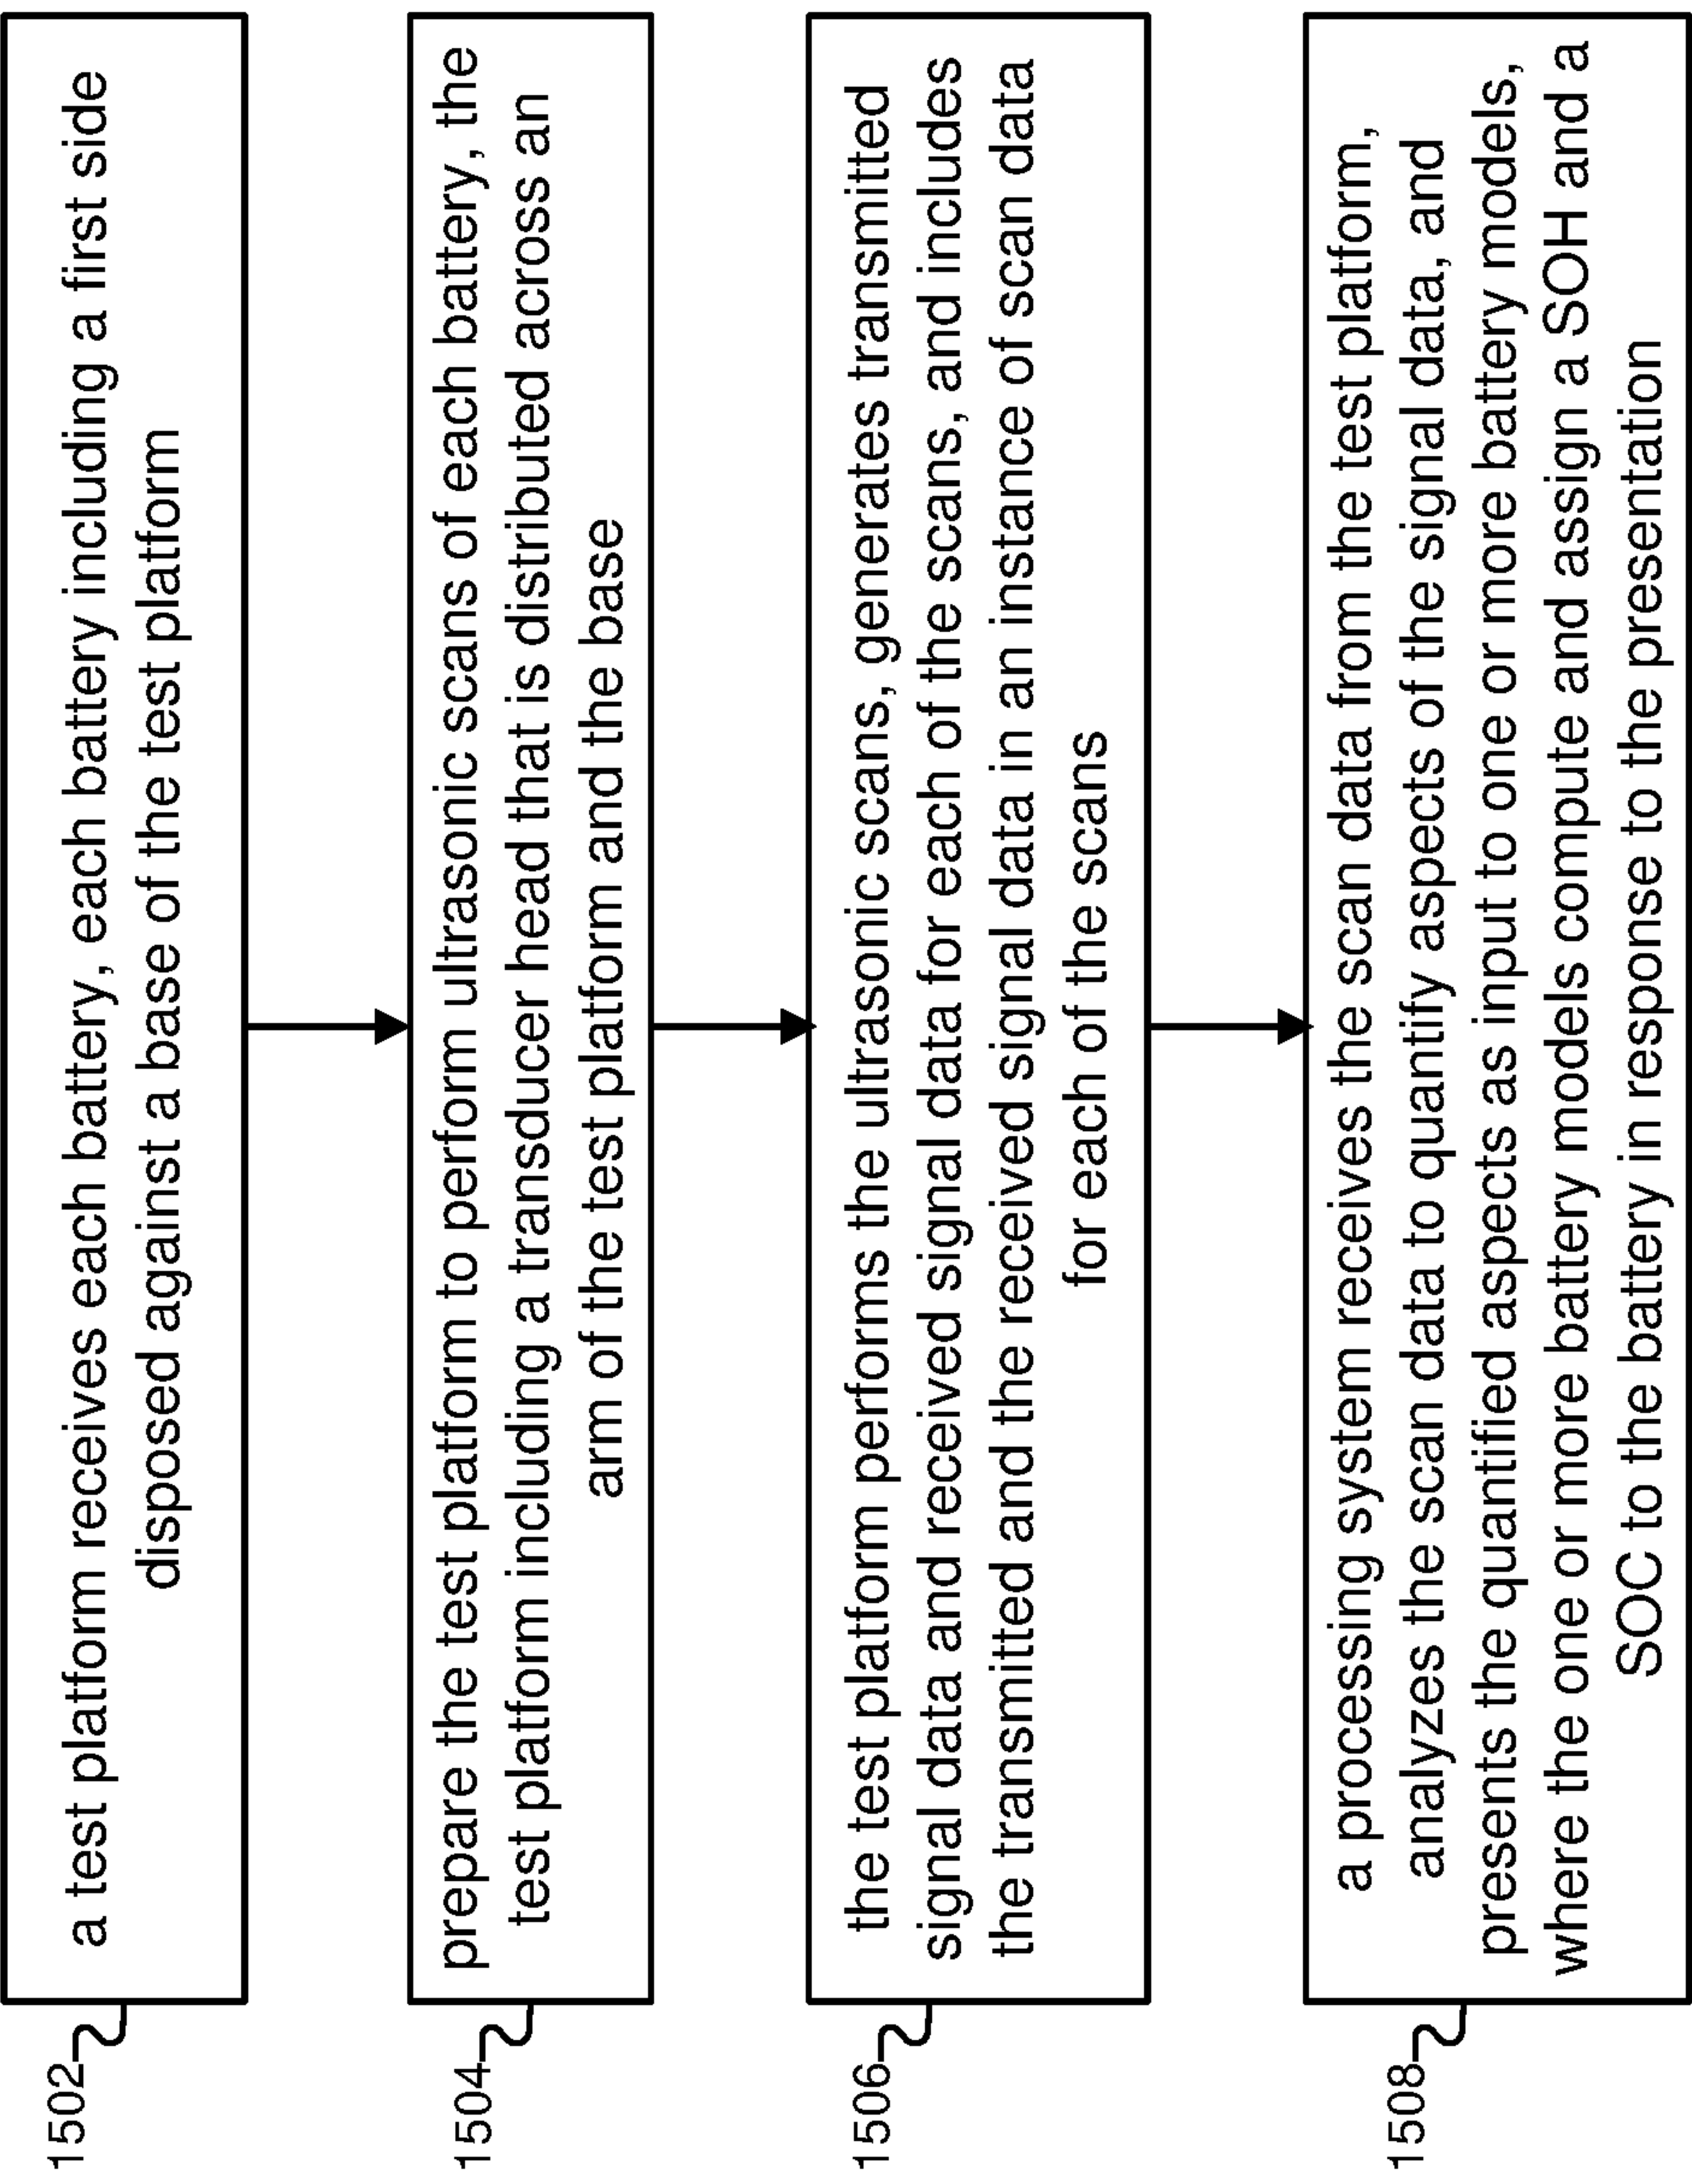 1502
a test platform receives each battery, each battery including a first side
disposed against a base of the test platform
1504
prepare the test platform to perform ultrasonic scans of each battery, the
test platform including a transducer head that is distributed across an
arm of the test platform and the base
1506
the test platform performs the ultrasonic scans, generates transmitted
signal data and received signal data for each of the scans, and includes
the transmitted and the received signal data in an instance of scan data
for each of the scans
1508
a processing system receives the scan data from the test platform,
analyzes the scan data to quantify aspects of the signal data, and
presents the quantified aspects as input to one or more battery models,
where the one or more battery models compute and assign a SOH and a
SOC to the battery in response to the presentation